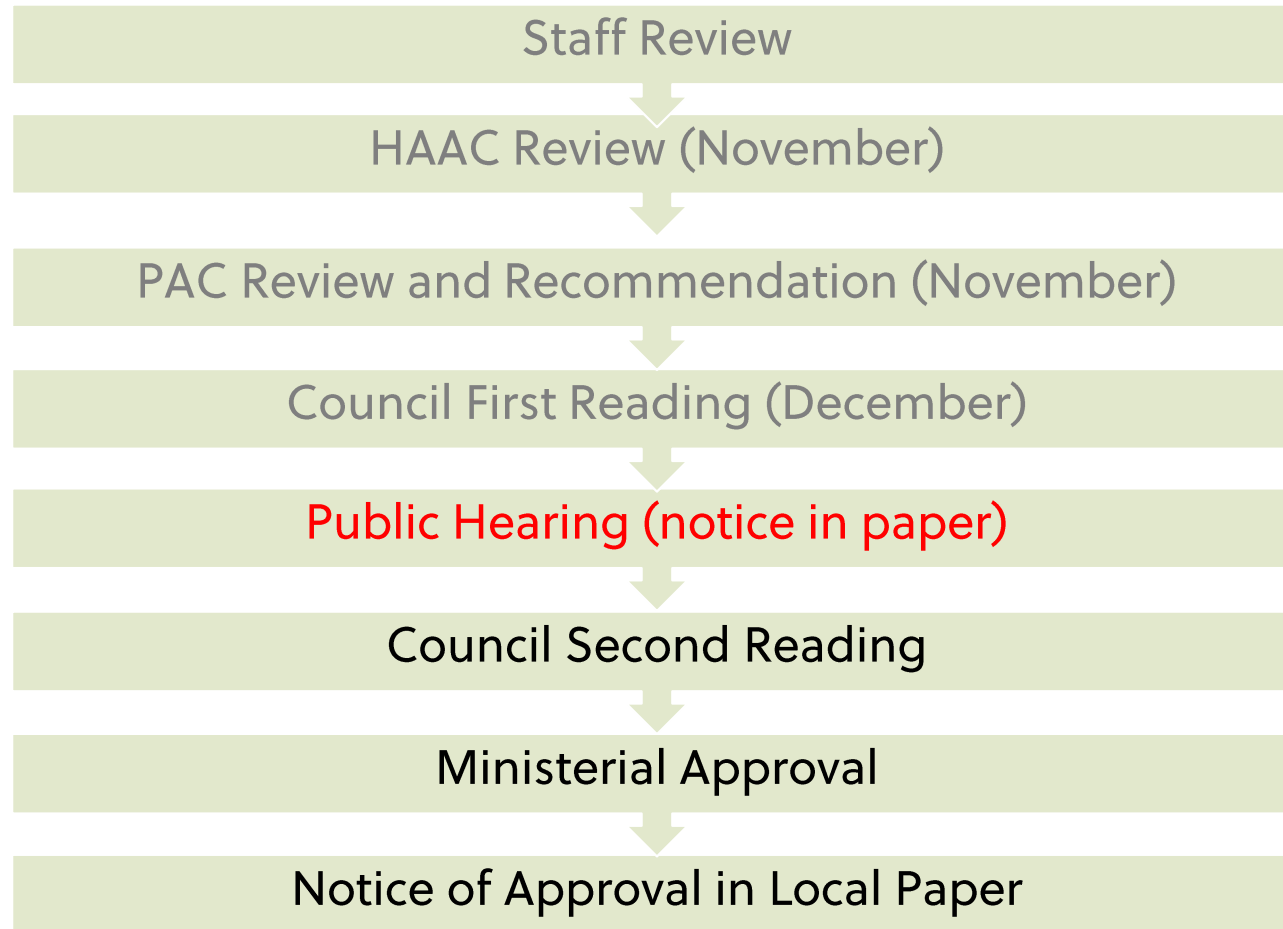 Staff Review
HAAC Review (November)
PAC Review and Recommendation (November)
Council First Reading (December)
Public Hearing (notice in paper)
Council Second Reading
Ministerial Approval
Notice of Approval in Local Paper